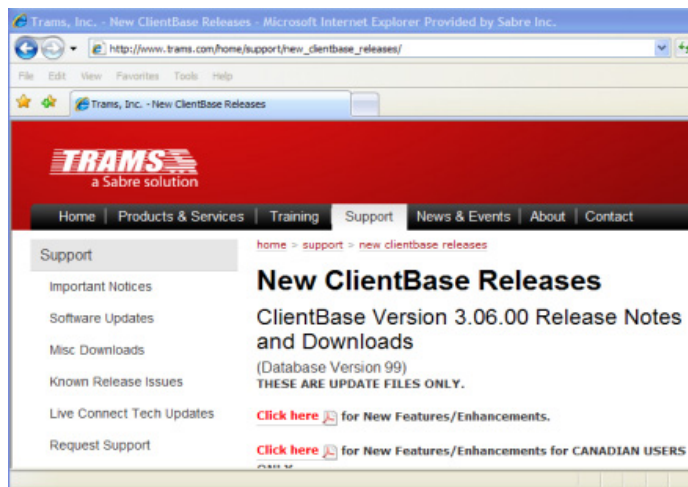 Trams, Inc. - New ClientBase Releases - Microsoft Internet Explorer Provided by Sabre Inc.
http://www.trams.com/home/support/new_clientbase_releases/
File Edit View Favorites Tools Help
Trams, Inc. - New ClientBase Releases
TRAMS
a Sabre solution
Home | Products & Services | Training Support News & Events | About | Contact
home > support > new clientbase releases
Support
Important Notices
Software Updates
Misc Downloads
Known Release Issues
Live Connect Tech Updates
Request Support
New ClientBase Releases
ClientBase Version 3.06.00 Release Notes
and Downloads
(Database Version 99)
THESE ARE UPDATE FILES ONLY.
Click here for New Features/Enhancements.
Click here for New Features/Enhancements for CANADIAN USERS
ONLY